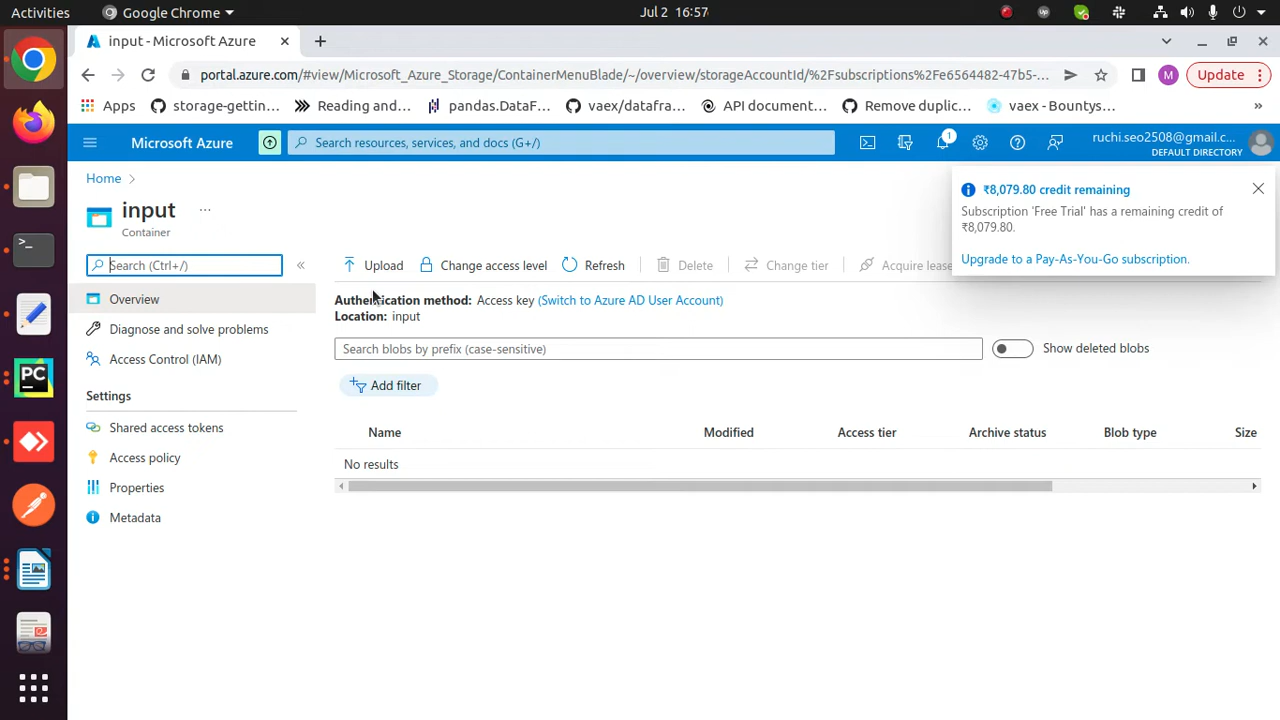 Activities
Google Chrome
Jul 2 16:57
input - Microsoft Azure
portal.azure.com/#view/Microsoft_Azure_Storage/ContainerMenuBlade/~/overview/storageAccountId/%2Fsubscriptions%2Fe6564482-47b5-...
M
Update
Apps
storage-gettin...
Reading and...
pandas.DataF...
vaex/datafra...
API document...
Remove duplic...
vaex - Bountys...
»
Microsoft Azure
Search resources, services, and docs (G+/)
1
ruchi.seo2508@gmail.c...
DEFAULT DIRECTORY
Home
₹8,079.80 credit remaining
Subscription 'Free Trial' has a remaining credit of
₹8,079.80.
Upgrade to a Pay-As-You-Go subscription.
input
...
Container
Search (Ctrl+/)
«
Upload
Change access level
Refresh
Delete
Change tier
Acquire lease
Overview
Diagnose and solve problems
Access Control (IAM)
Settings
Shared access tokens
Access policy
Properties
Metadata
Authentication method: Access key (Switch to Azure AD User Account)
Location: input
Search blobs by prefix (case-sensitive)
Show deleted blobs
Add filter
Name
Modified
Access tier
Archive status
Blob type
Size
No results
PC